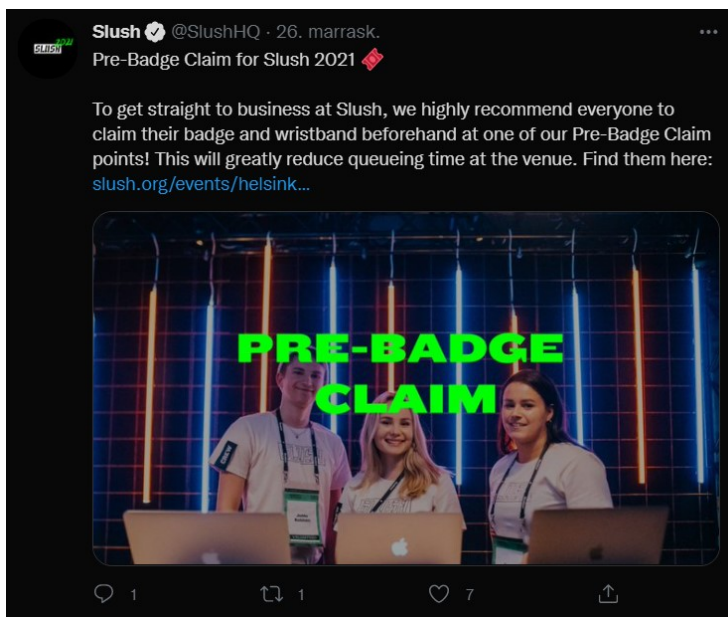 Slush @SlushHQ · 26. marrask.
SLUSH 2021
Pre-Badge Claim for Slush 2021
To get straight to business at Slush, we highly recommend everyone to
claim their badge and wristband beforehand at one of our Pre-Badge Claim
points! This will greatly reduce queueing time at the venue. Find them here:
slush.org/events/helsink...
PRE-BADGE
CLAIM
1
1
7